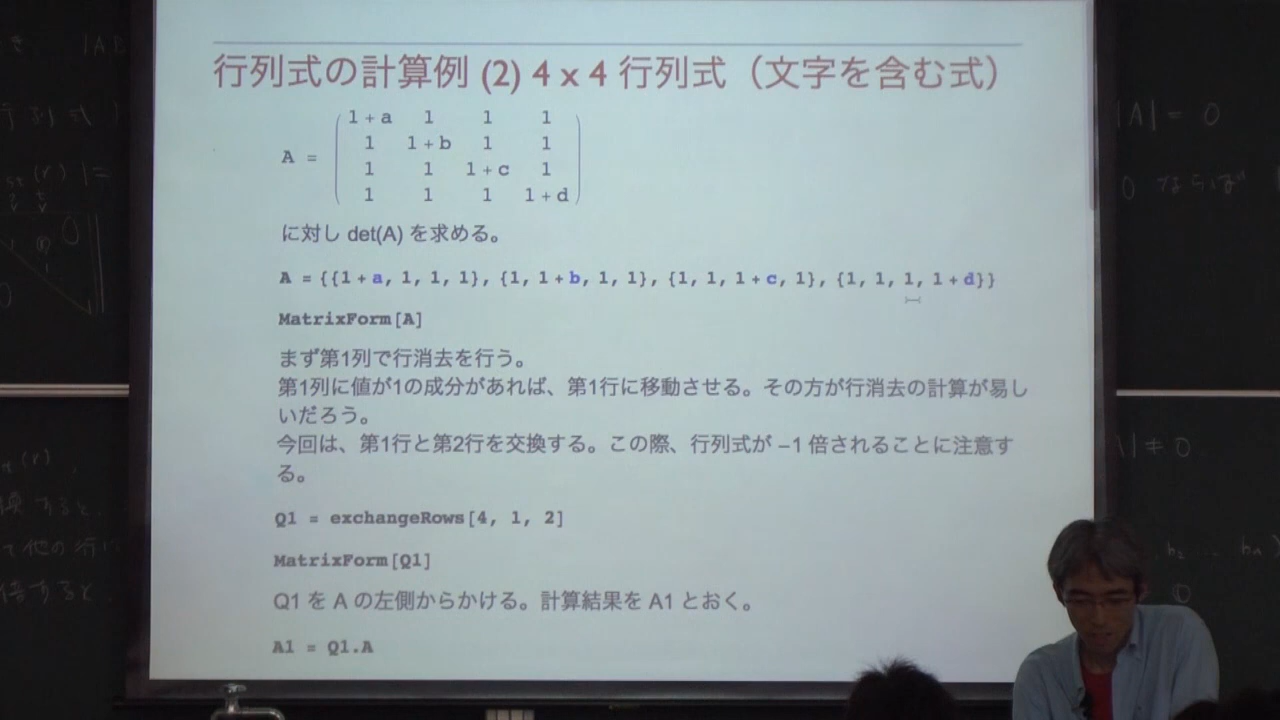 行列式の計算例 (2) 4 x 4 行列式（文字を含む式）
1 + a 1 1 1
A = 1 1 + b 1 1
1 1 1 + c 1
1 1 1 1 + d
に対し det(A) を求める。
A = {{1 + a, 1, 1, 1}, {1, 1 + b, 1, 1}, {1, 1, 1 + c, 1}, {1, 1, 1, 1 + d}}
MatrixForm[A]
まず第1列で行消去を行う。
第1列に値が1の成分があれば、第1行に移動させる。その方が行消去の計算が易し
いだろう。
今回は、第1行と第2行を交換する。この際、行列式が −1 倍されることに注意す
る。
Q1 = exchangeRows[4, 1, 2]
MatrixForm[Q1]
Q1 を A の左側からかける。計算結果を A1 とおく。
A1 = Q1.A
|A| = 0
0 ならば
≠ 0